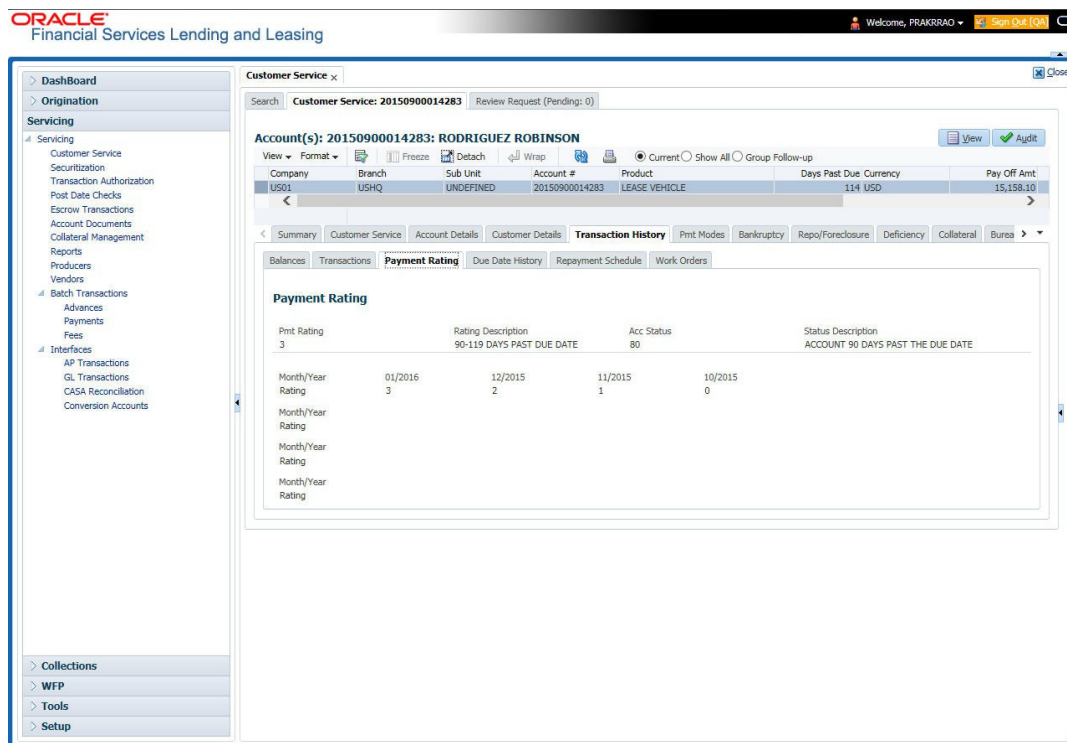 ORACLE
Financial Services Lending and Leasing
Welcome, PRAKRRAO
Sign Out [QA]
Customer Service
Close
DashBoard
Origination
Servicing
Servicing
Customer Service
Securitization
Transaction Authorization
Post Date Checks
Escrow Transactions
Account Documents
Collateral Management
Reports
Producers
Vendors
Batch Transactions
Advances
Payments
Fees
Interfaces
AP Transactions
GL Transactions
CASA Reconciliation
Conversion Accounts
Collections
WFP
Tools
Setup
Search Customer Service: 20150900014283 Review Request (Pending: 0)
Account(s): 20150900014283: RODRIGUEZ ROBINSON
View Audit
View Format Freeze Detach Wrap Current Show All Group Follow-up
Company Branch Sub Unit Account # Product Days Past Due Currency Pay Off Amt
US01 USHQ UNDEFINED 20150900014283 LEASE VEHICLE 114 USD 15,158.10
Summary Customer Service Account Details Customer Details Transaction History Pmt Modes Bankruptcy Repo/Foreclosure Deficiency Collateral Burea
Balances Transactions Payment Rating Due Date History Repayment Schedule Work Orders
Payment Rating
Pmt Rating Rating Description Acc Status Status Description
3 90-119 DAYS PAST DUE DATE 80 ACCOUNT 90 DAYS PAST THE DUE DATE
Month/Year 01/2016 12/2015 11/2015 10/2015
Rating 3 2 1 0
Month/Year
Rating
Month/Year
Rating
Month/Year
Rating